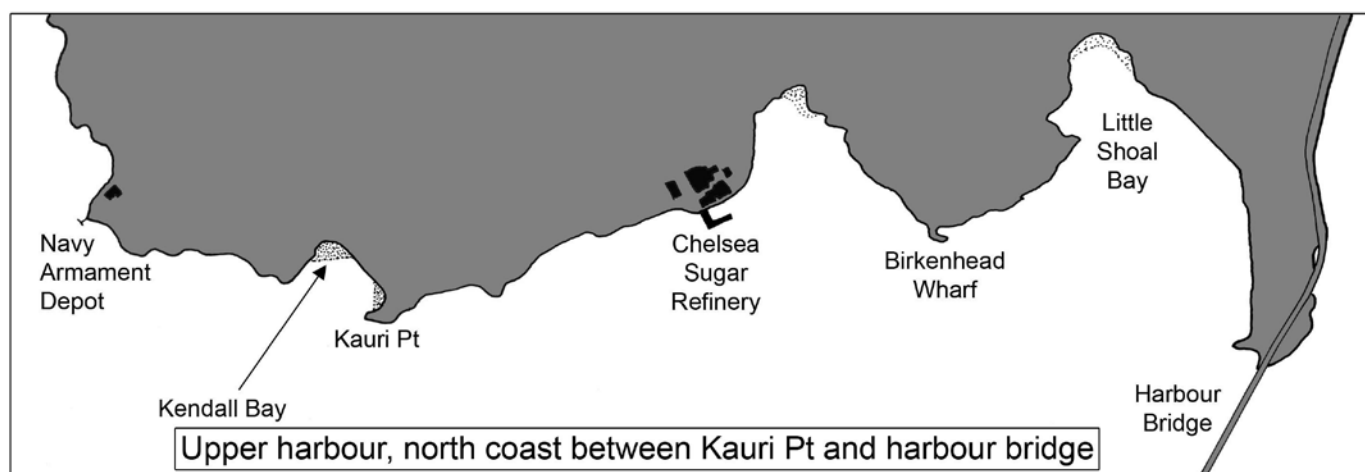 Navy
Armament
Depot
Kendall Bay
Kauri Pt
Chelsea
Sugar
Refinery
Birkenhead
Wharf
Little
Shoal
Bay
Harbour
Bridge
Upper harbour, north coast between Kauri Pt and harbour bridge